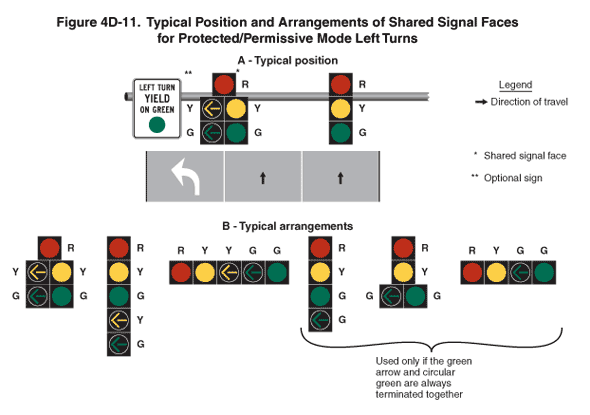 Figure 4D-11. Typical Position and Arrangements of Shared Signal Faces
for Protected/Permissive Mode Left Turns
A - Typical position
LEFT TURN
YIELD
ON GREEN
**
*
R
Y Y
G G
R
Y
G
Legend
Direction of travel
* Shared signal face
** Optional sign
B - Typical arrangements
R
Y Y
G G
R
Y
G
Y
G
R Y Y G G
R
Y
G
G
R
Y
G G
R Y G G
Used only if the green
arrow and circular
green are always
terminated together